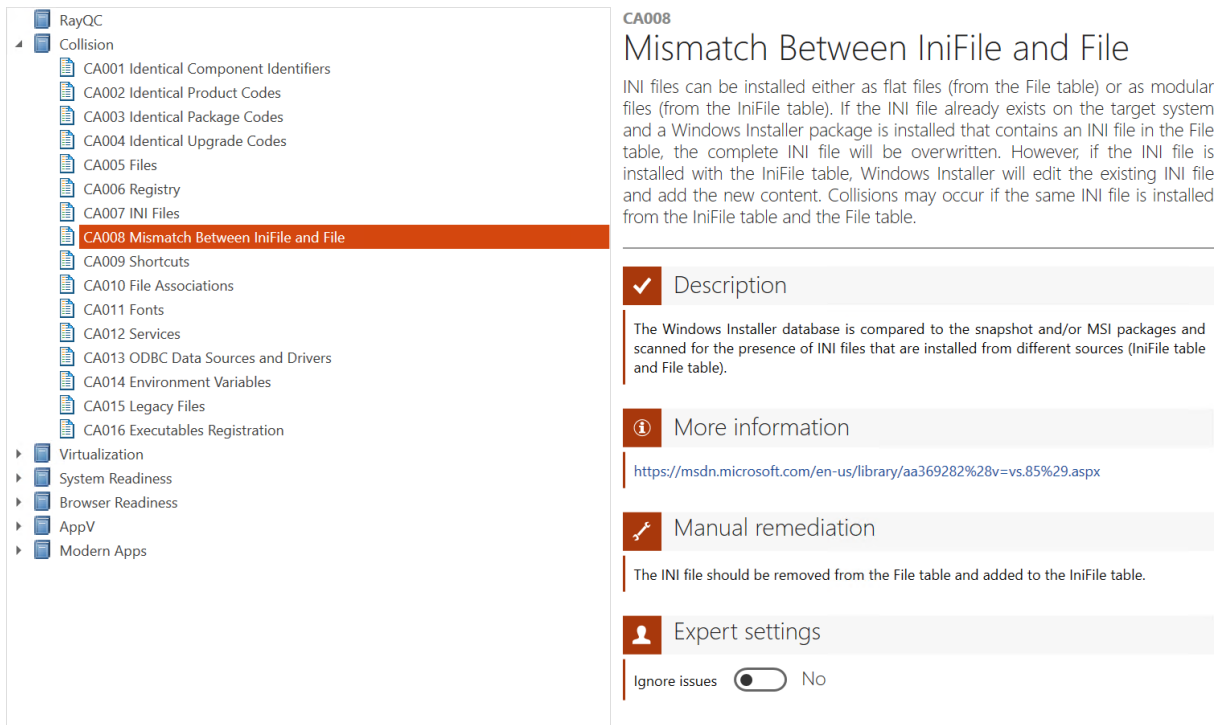 RayQC
Collision
CA001 Identical Component Identifiers
CA002 Identical Product Codes
CA003 Identical Package Codes
CA004 Identical Upgrade Codes
CA005 Files
CA006 Registry
CA007 INI Files
CA008 Mismatch Between IniFile and File
CA009 Shortcuts
CA010 File Associations
CA011 Fonts
CA012 Services
CA013 ODBC Data Sources and Drivers
CA014 Environment Variables
CA015 Legacy Files
CA016 Executables Registration
Virtualization
System Readiness
Browser Readiness
AppV
Modern Apps
CA008
Mismatch Between IniFile and File
INI files can be installed either as flat files (from the File table) or as modular
files (from the IniFile table). If the INI file already exists on the target system
and a Windows Installer package is installed that contains an INI file in the File
table, the complete INI file will be overwritten. However, if the INI file is
installed with the IniFile table, Windows Installer will edit the existing INI file
and add the new content. Collisions may occur if the same INI file is installed
from the IniFile table and the File table.
Description
The Windows Installer database is compared to the snapshot and/or MSI packages and
scanned for the presence of INI files that are installed from different sources (IniFile table
and File table).
More information
https://msdn.microsoft.com/en-us/library/aa369282%28v=vs.85%29.aspx
Manual remediation
The INI file should be removed from the File table and added to the IniFile table.
Expert settings
Ignore issues No